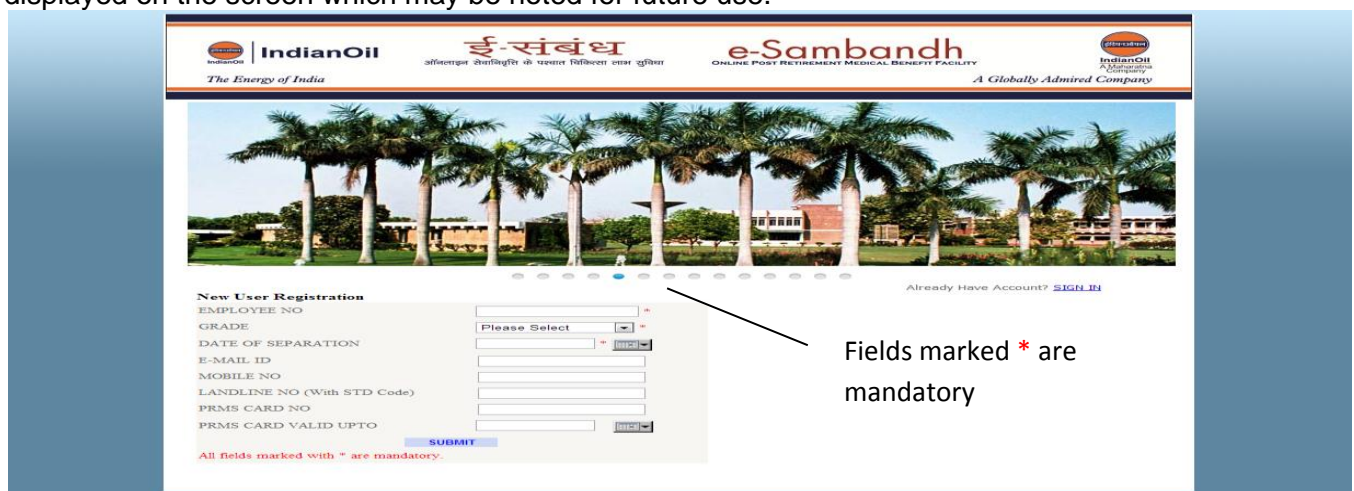 displayed on the screen which may be noted for future use.
IndianOil
IndianOil
The Energy of India
ई-संबंध
ऑनलाइन सेवानिवृत्ति के पश्चात चिकित्सा लाभ सुविधा
e-Sambandh
ONLINE POST RETIREMENT MEDICAL BENEFIT FACILITY
इंडियनऑयल
IndianOil
A Maharatna
Company
A Globally Admired Company
Already Have Account? SIGN IN
New User Registration
EMPLOYEE NO *
GRADE Please Select *
DATE OF SEPARATION *
E-MAIL ID
MOBILE NO
LANDLINE NO (With STD Code)
PRMS CARD NO
PRMS CARD VALID UPTO
SUBMIT
All fields marked with * are mandatory.
Fields marked * are
mandatory